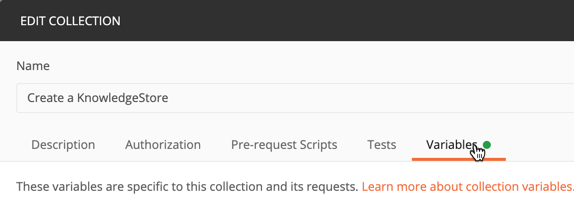 EDIT COLLECTION
Name
Create a KnowledgeStore
Description Authorization Pre-request Scripts Tests Variables
These variables are specific to this collection and its requests. Learn more about collection variables.